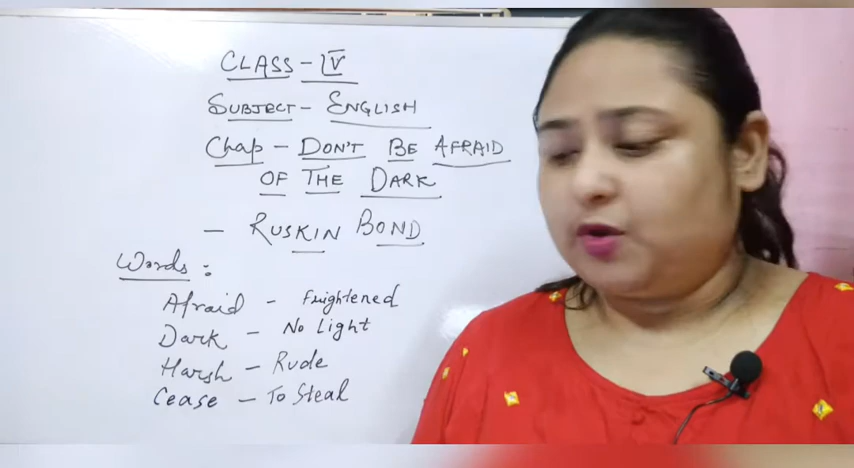 CLASS - IV
SUBJECT - ENGLISH
Chap - DON'T BE AFRAID
OF THE DARK
- RUSKIN BOND
Words :
Afraid - Frightened
Dark - No Light
Harsh - Rude
Cease - To Steal